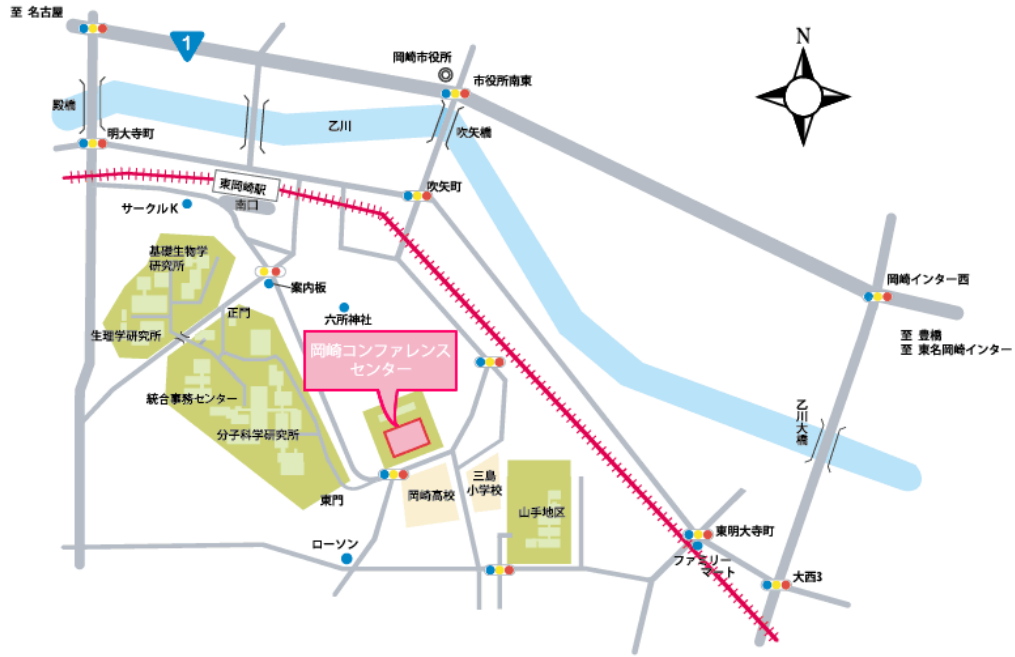 至 名古屋
1
岡崎市役所
市役所南東
N
殿橋
明大寺町
乙川
吹矢橋
東岡崎駅
南口
吹矢町
サークルK
基礎生物学
研究所
案内板
岡崎インター西
正門
六所神社
生理学研究所
至 豊橋
至 東名岡崎インター
岡崎コンファレンス
センター
統合事務センター
乙川大橋
分子科学研究所
東門
岡崎高校
三島
小学校
山手地区
ローソン
東明大寺町
ファミリー
マート
大西3